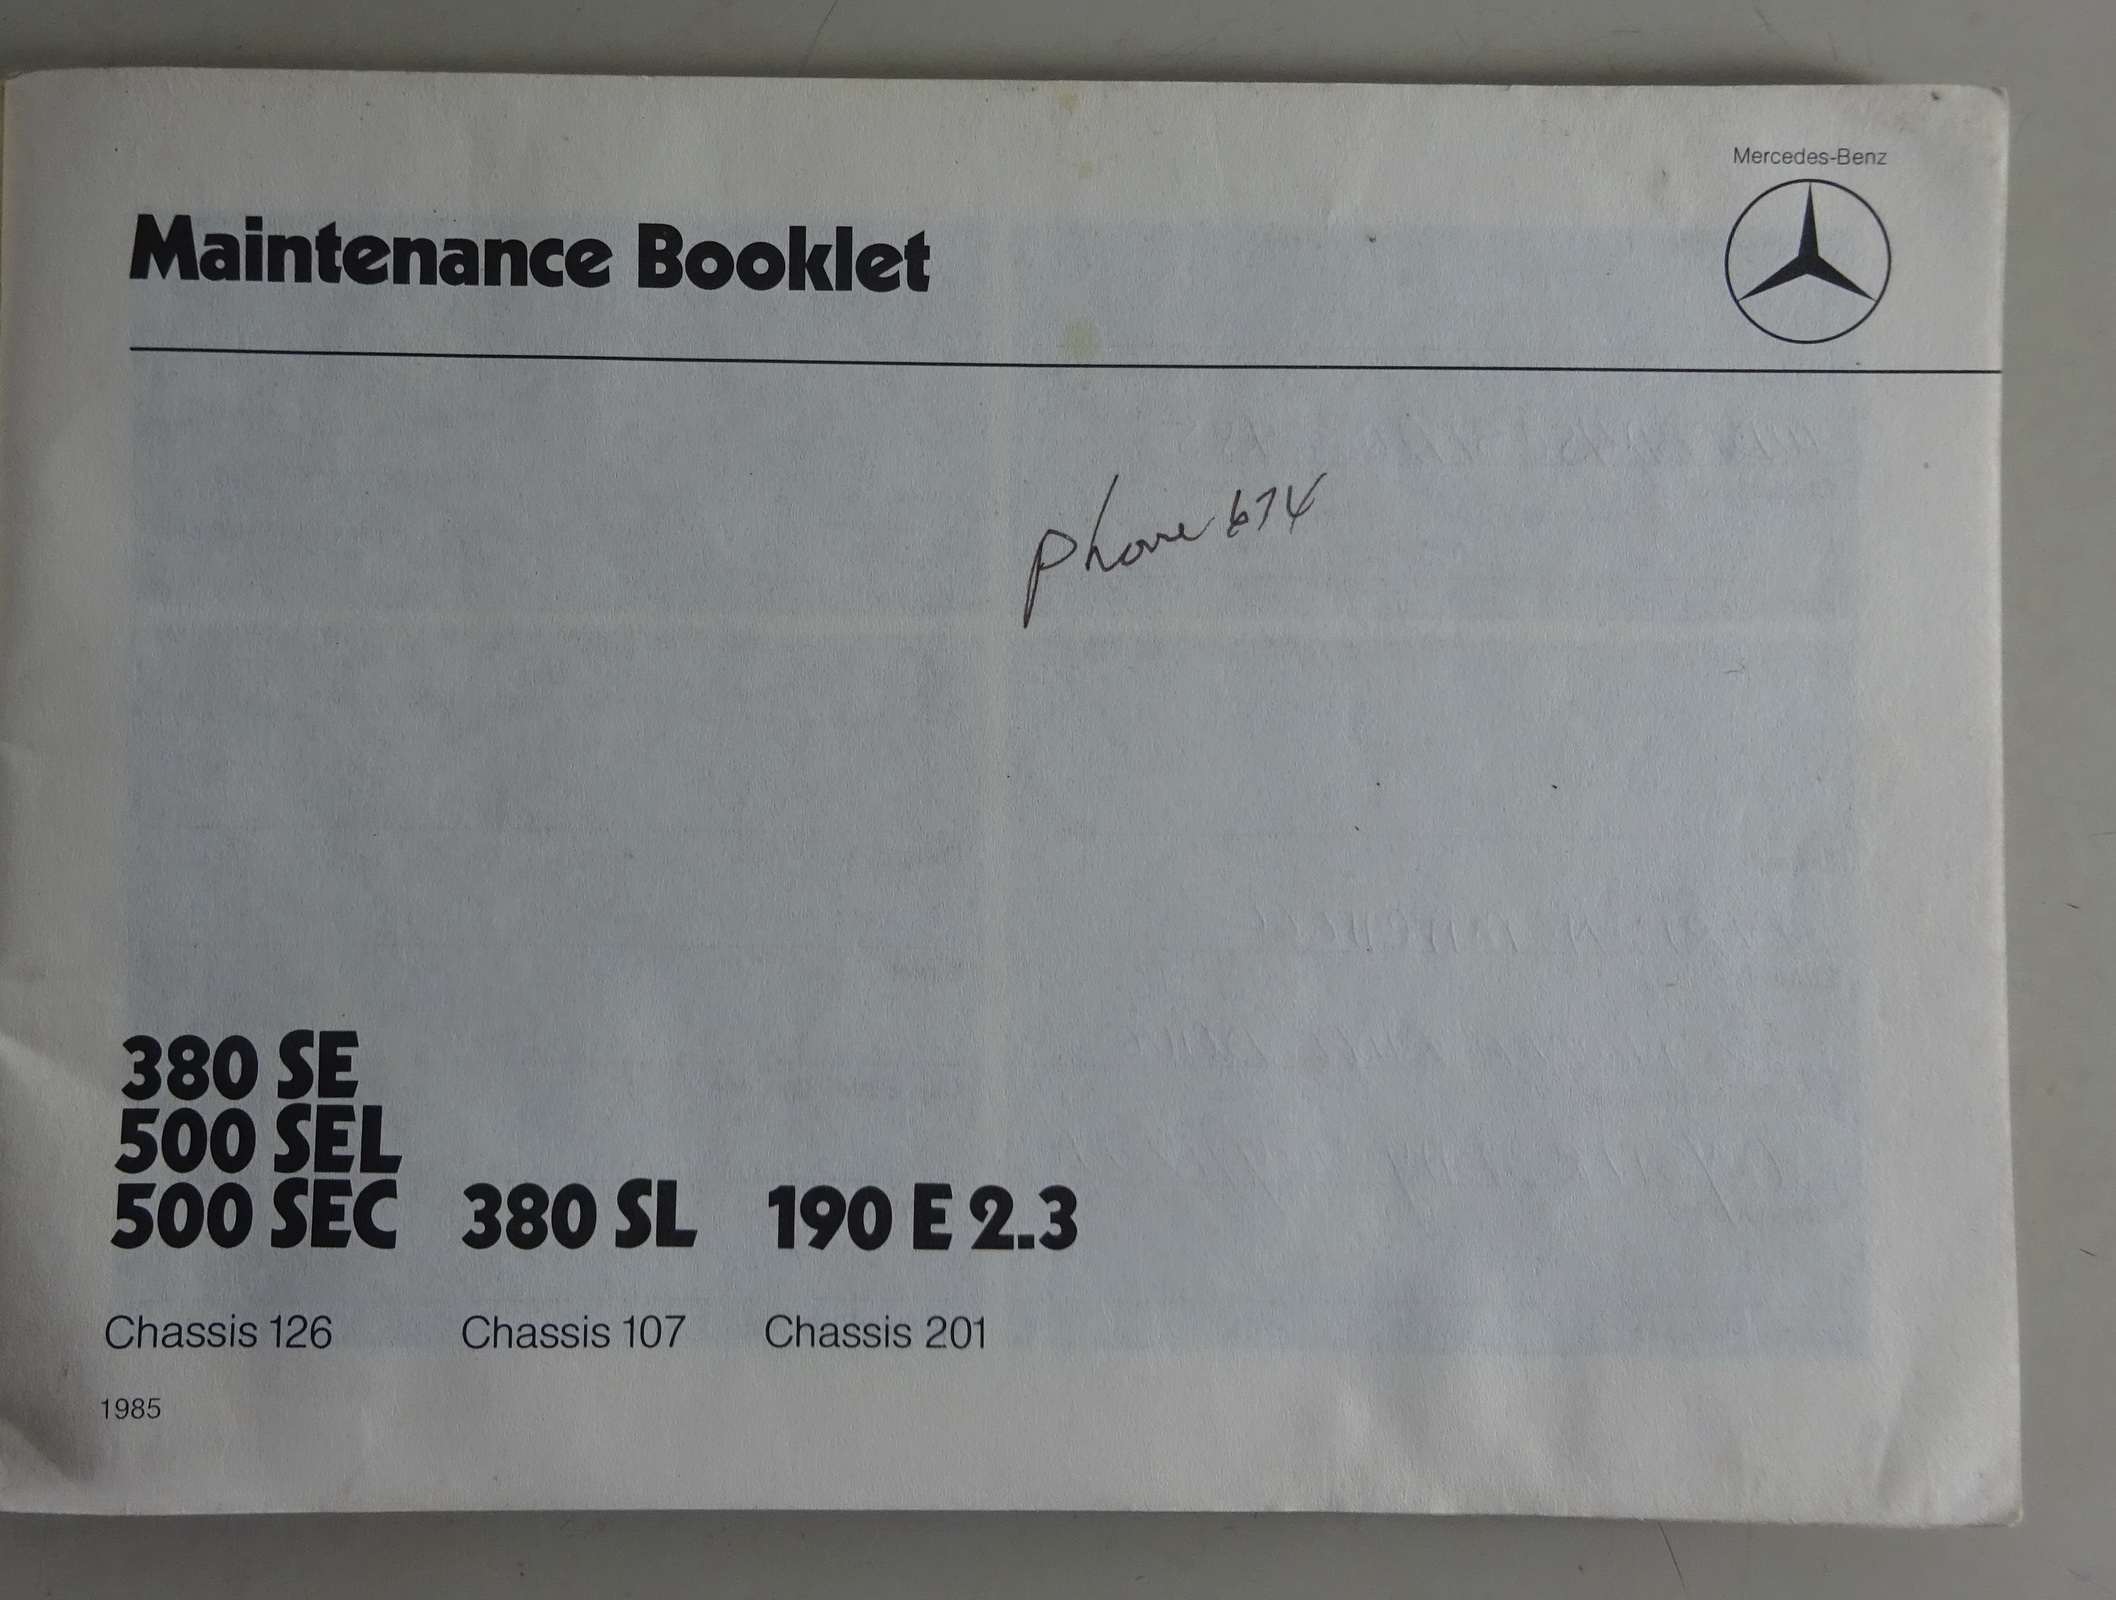 Mercedes-Benz
Maintenance Booklet
Phone 674
380 SE
500 SEL
500 SEC 380 SL 190 E 2.3
Chassis 126 Chassis 107 Chassis 201
1985